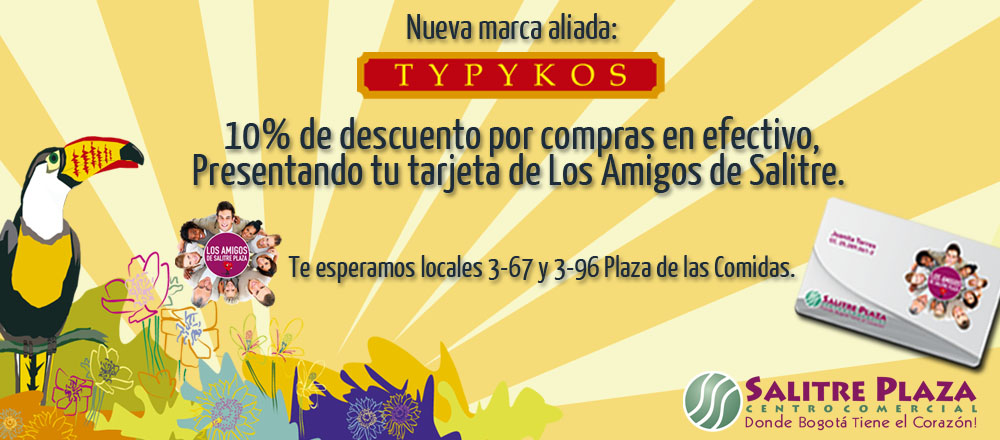 Nueva marca aliada:
TYPYKOS
10% de descuento por compras en efectivo,
Presentando tu tarjeta de Los Amigos de Salitre.
LOS AMIGOS
DE SALITRE PLAZA
Te esperamos locales 3-67 y 3-96 Plaza de las Comidas.
Juanita Torres
SALITRE PLAZA
SALITRE PLAZA
CENTRO COMERCIAL
Donde Bogotá Tiene el Corazón!